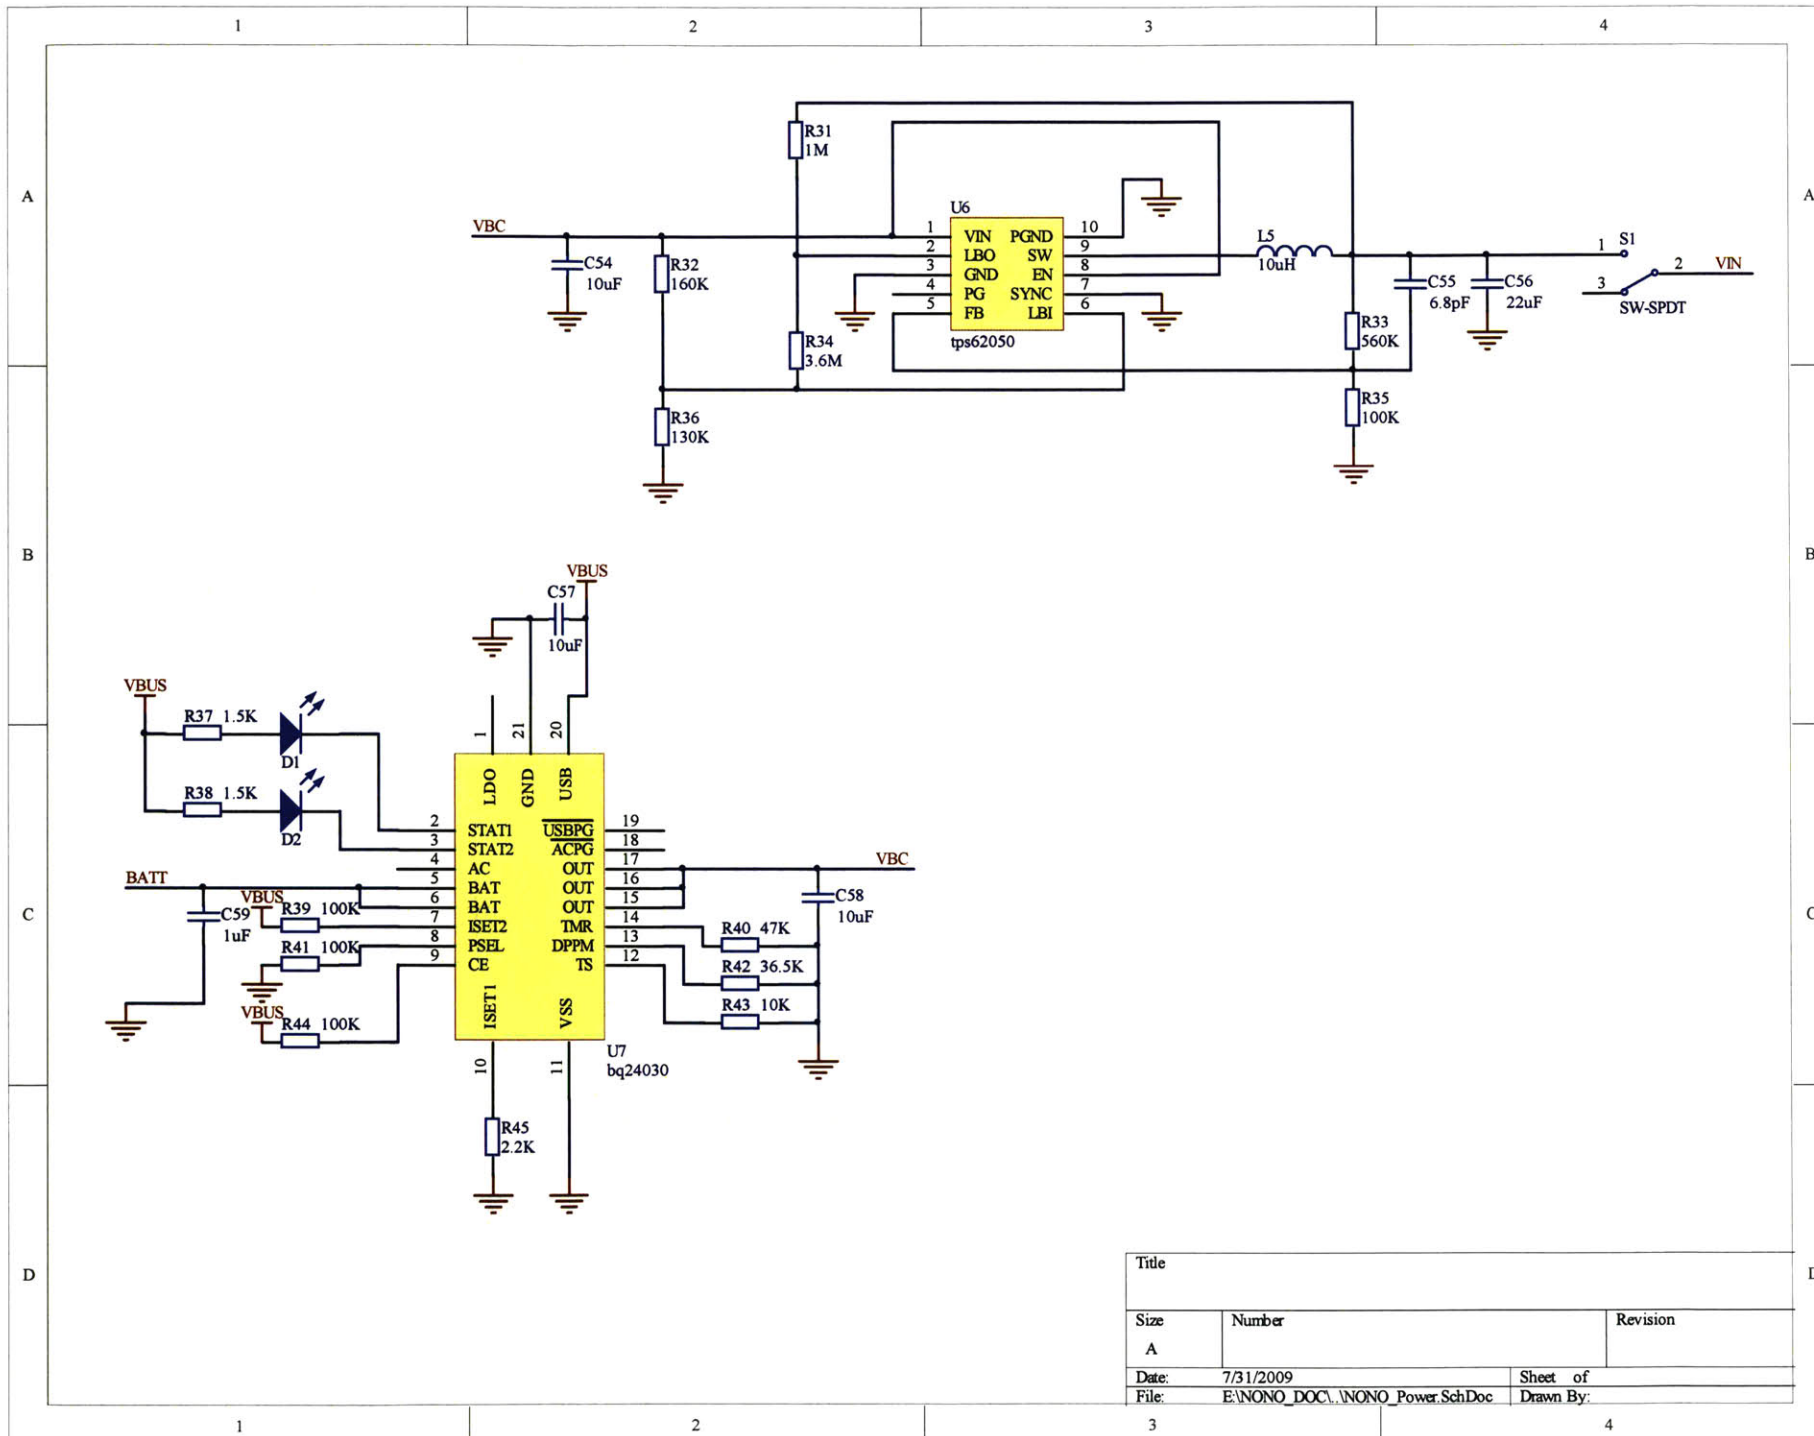 1 2 3 4
A
A
R31
1M
U6
VBC
1 VIN PGND 10
2 LBO SW 9
3 GND EN 8
4 PG SYNC 7
5 FB LBI 6
tps62050
C54
10uF
R32
160K
R34
3.6M
R36
130K
L5
10uH
C55
6.8pF
C56
22uF
R33
560K
R35
100K
1 S1
2 VIN
3
SW-SPDT
B
B
VBUS
C57
10uF
VBUS
R37 1.5K
D1
R38 1.5K
D2
1 21 20
LDO GND USB
2 STAT1 USBPG 19
3 STAT2 ACPG 18
4 AC OUT 17
5 BAT OUT 16
6 BAT OUT 15
7 ISET2 TMR 14
8 PSEL DPPM 13
9 CE TS 12
ISET1 VSS
10 11
U7
bq24030
BATT
C
C
C59
1uF
VBUS
R39 100K
R41 100K
VBUS
R44 100K
VBC
C58
10uF
R40 47K
R42 36.5K
R43 10K
R45
2.2K
D
Title
Size
A
Number
Revision
Date: 7/31/2009 Sheet of
File: E:\NONO_DOC\..\NONO_Power.SchDoc Drawn By:
1 2 3 4